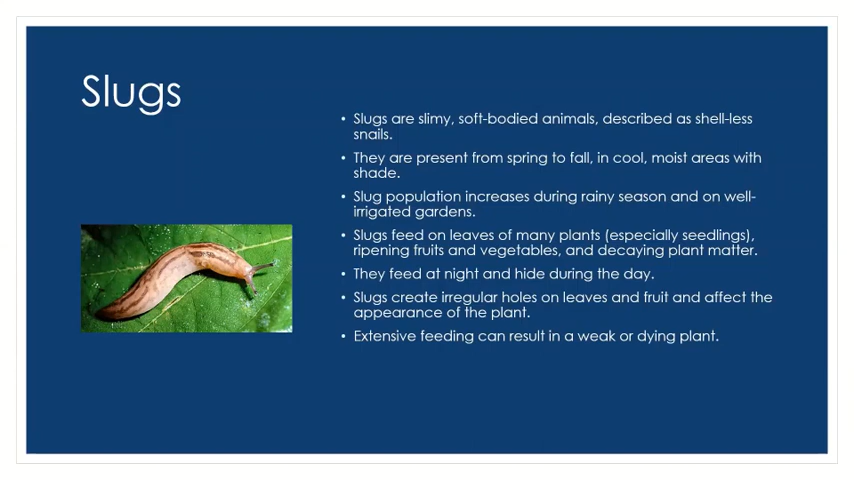 Slugs
• Slugs are slimy, soft-bodied animals, described as shell-less
snails.
• They are present from spring to fall, in cool, moist areas with
shade.
• Slug population increases during rainy season and on well-
irrigated gardens.
• Slugs feed on leaves of many plants (especially seedlings),
ripening fruits and vegetables, and decaying plant matter.
• They feed at night and hide during the day.
• Slugs create irregular holes on leaves and fruit and affect the
appearance of the plant.
• Extensive feeding can result in a weak or dying plant.